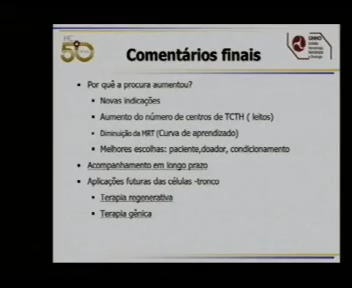 HC
50
Comentários finais
Por quê a procura aumentou?
Novas indicações
Aumento do número de centros de TCTH ( leitos)
Diminuição da MRT (Curva de aprendizado)
Melhores escolhas: paciente,doador, condicionamento
Acompanhamento em longo prazo
Aplicações futuras das células -tronco
Terapia regenerativa
Terapia gênica